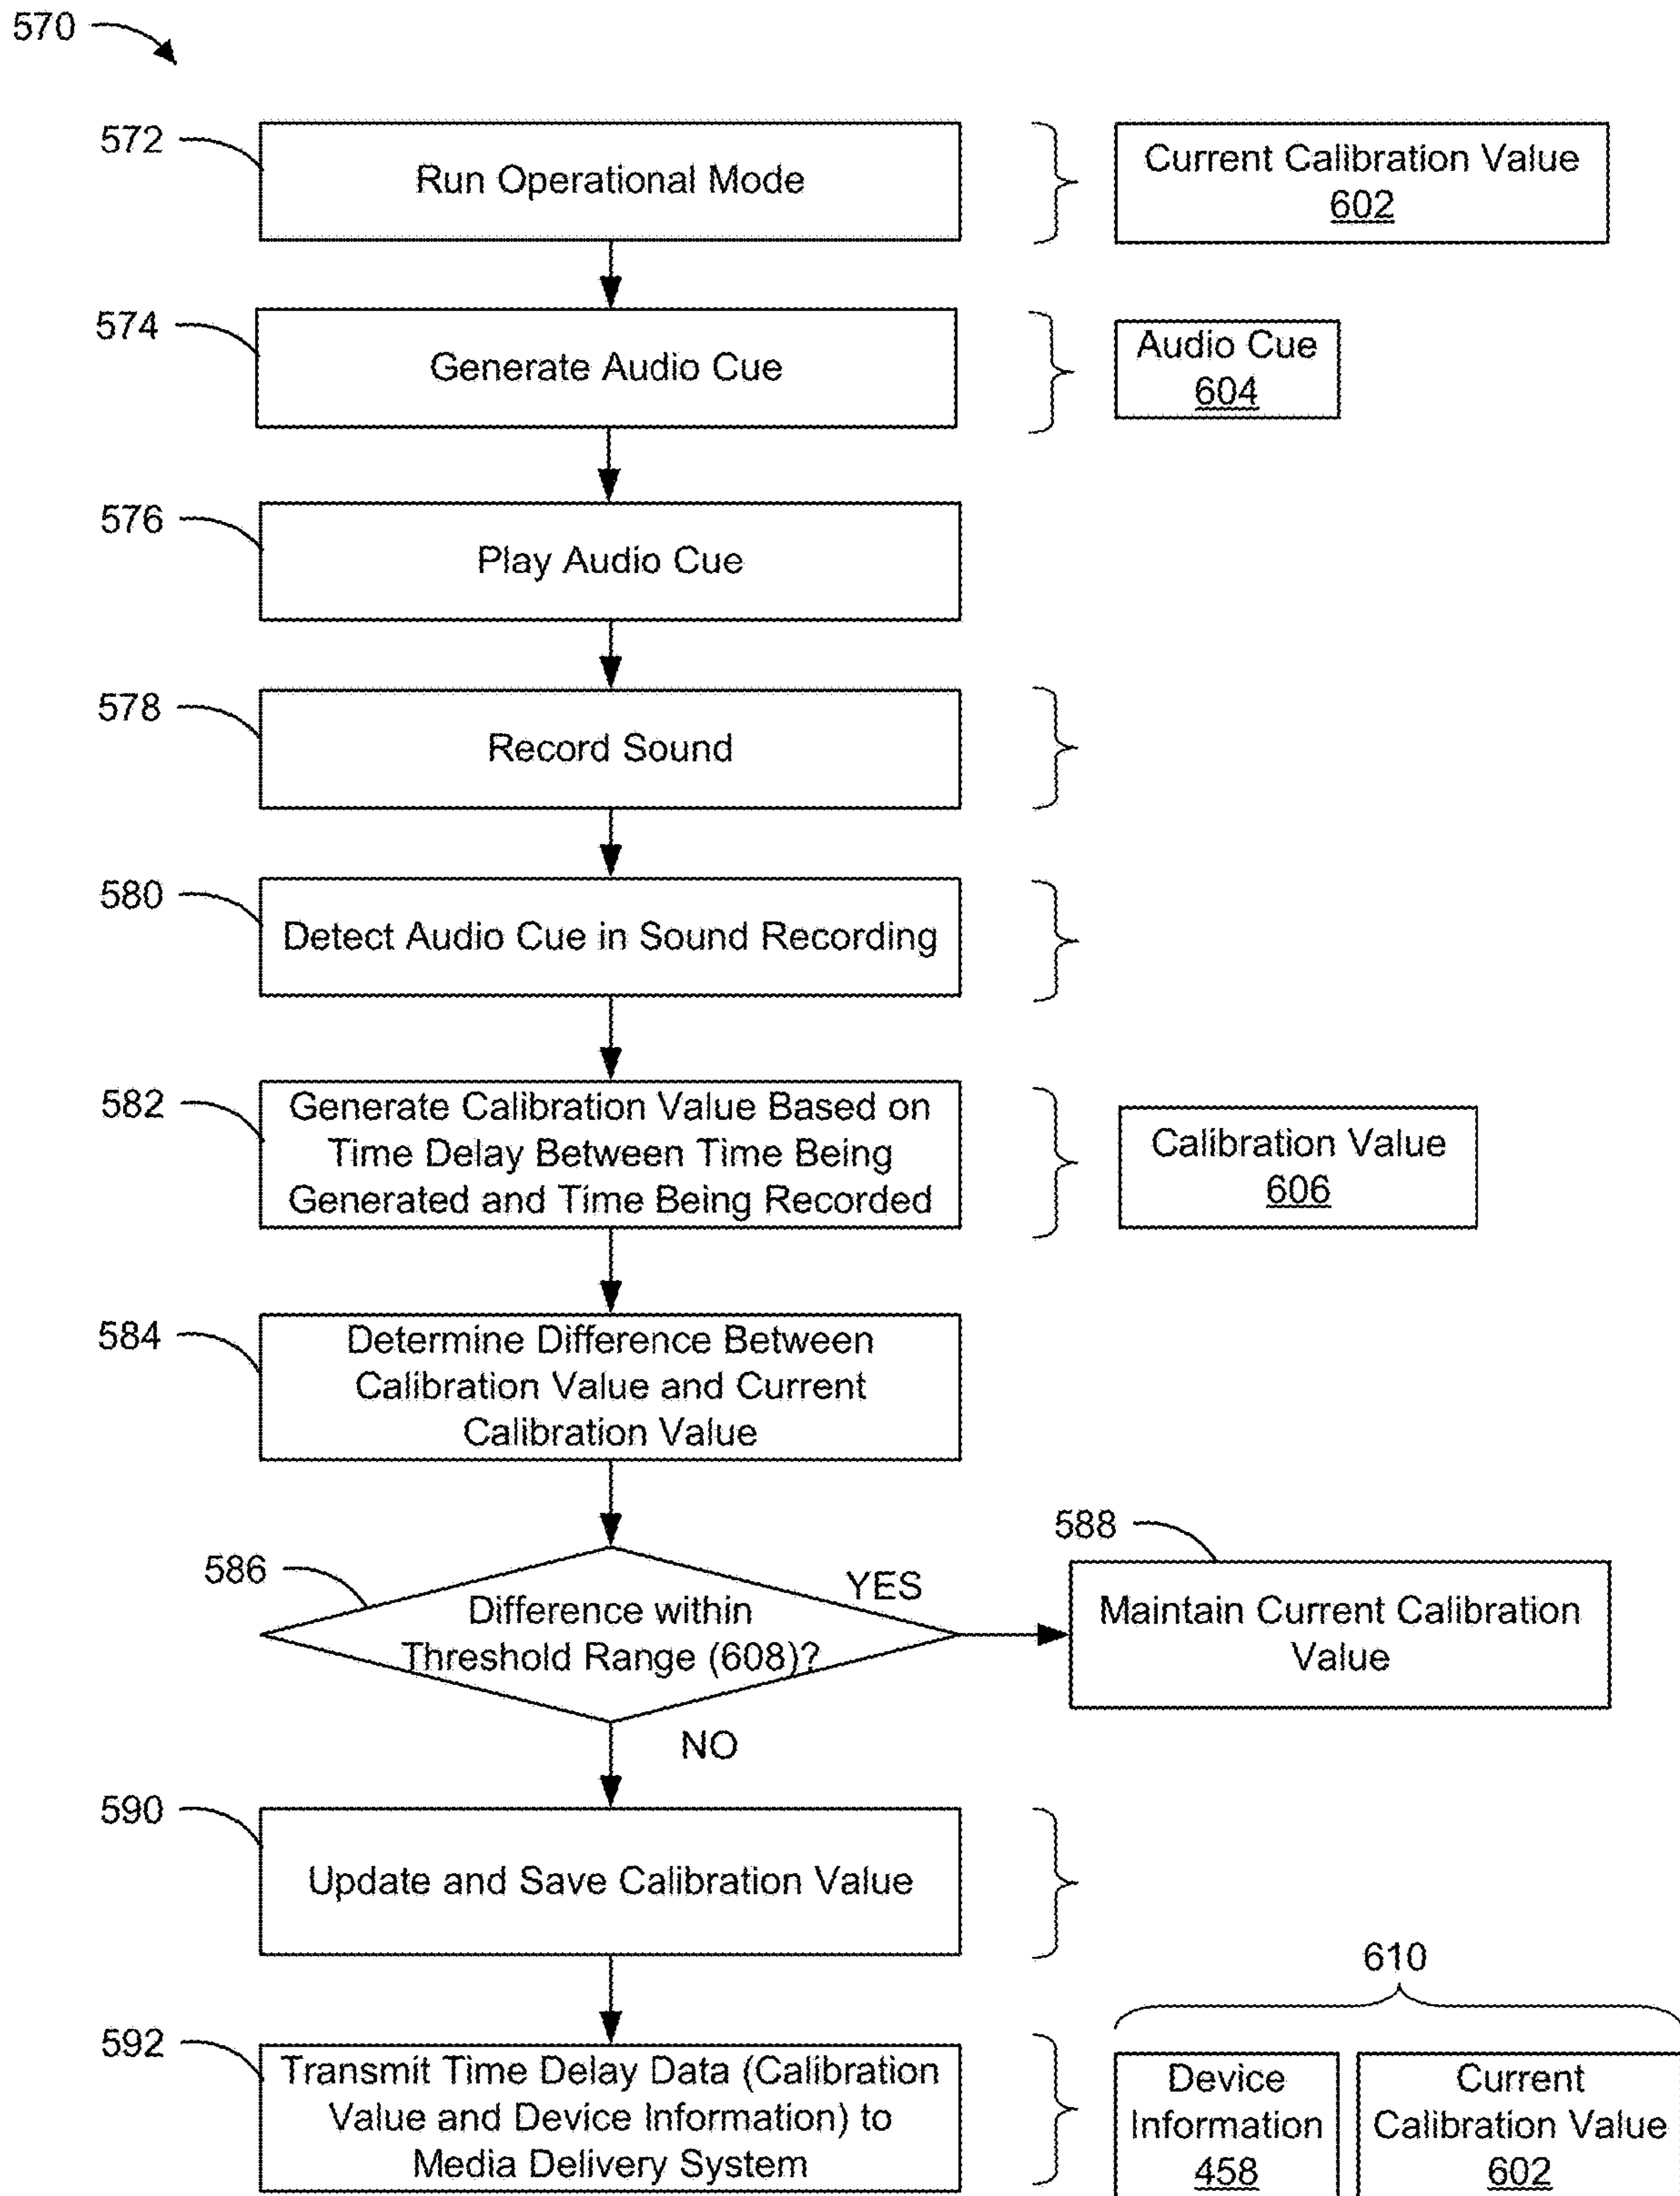 570
572
Run Operational Mode
Current Calibration Value
602
574
Generate Audio Cue
Audio Cue
604
576
Play Audio Cue
578
Record Sound
580
Detect Audio Cue in Sound Recording
582
Generate Calibration Value Based on
Time Delay Between Time Being
Generated and Time Being Recorded
Calibration Value
606
584
Determine Difference Between
Calibration Value and Current
Calibration Value
586
Difference within
Threshold Range (608)?
YES
588
Maintain Current Calibration
Value
NO
590
Update and Save Calibration Value
592
Transmit Time Delay Data (Calibration
Value and Device Information) to
Media Delivery System
610
Device
Information
458
Current
Calibration Value
602